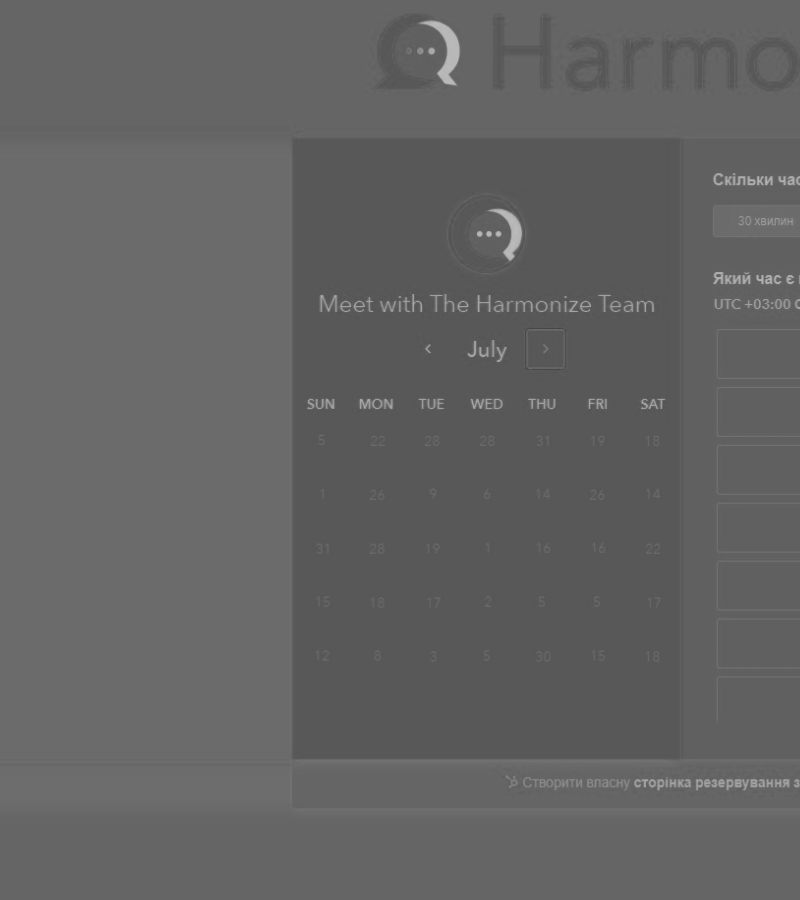 Harmo
Meet with The Harmonize Team
July
SUN MON TUE WED THU FRI SAT
5 22 28 28 31 19 18
1 26 9 6 14 26 14
31 28 19 1 16 16 22
15 18 17 2 5 5 17
12 8 3 5 30 15 18
Скільки час
30 хвилин
Який час є
UTC +03:00
Створити власну сторінка резервування з